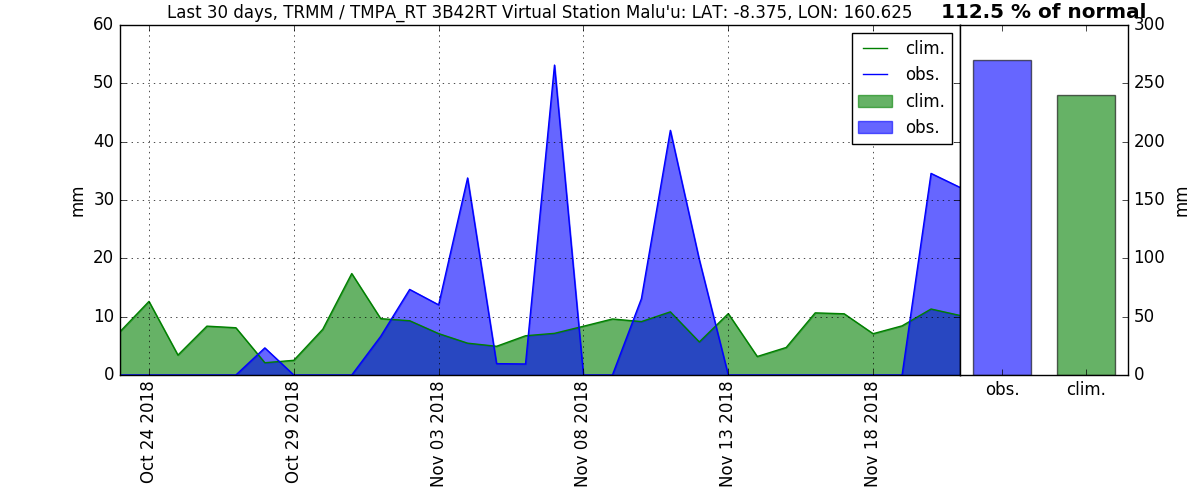 Last 30 days, TRMM / TMPA_RT 3B42RT Virtual Station Malu'u: LAT: -8.375, LON: 160.625
112.5 % of normal
60
50
40
30
20
10
0
mm
clim.
obs.
clim.
obs.
300
250
200
150
100
50
0
mm
obs.
clim.
Oct 24 2018
Oct 29 2018
Nov 03 2018
Nov 08 2018
Nov 13 2018
Nov 18 2018